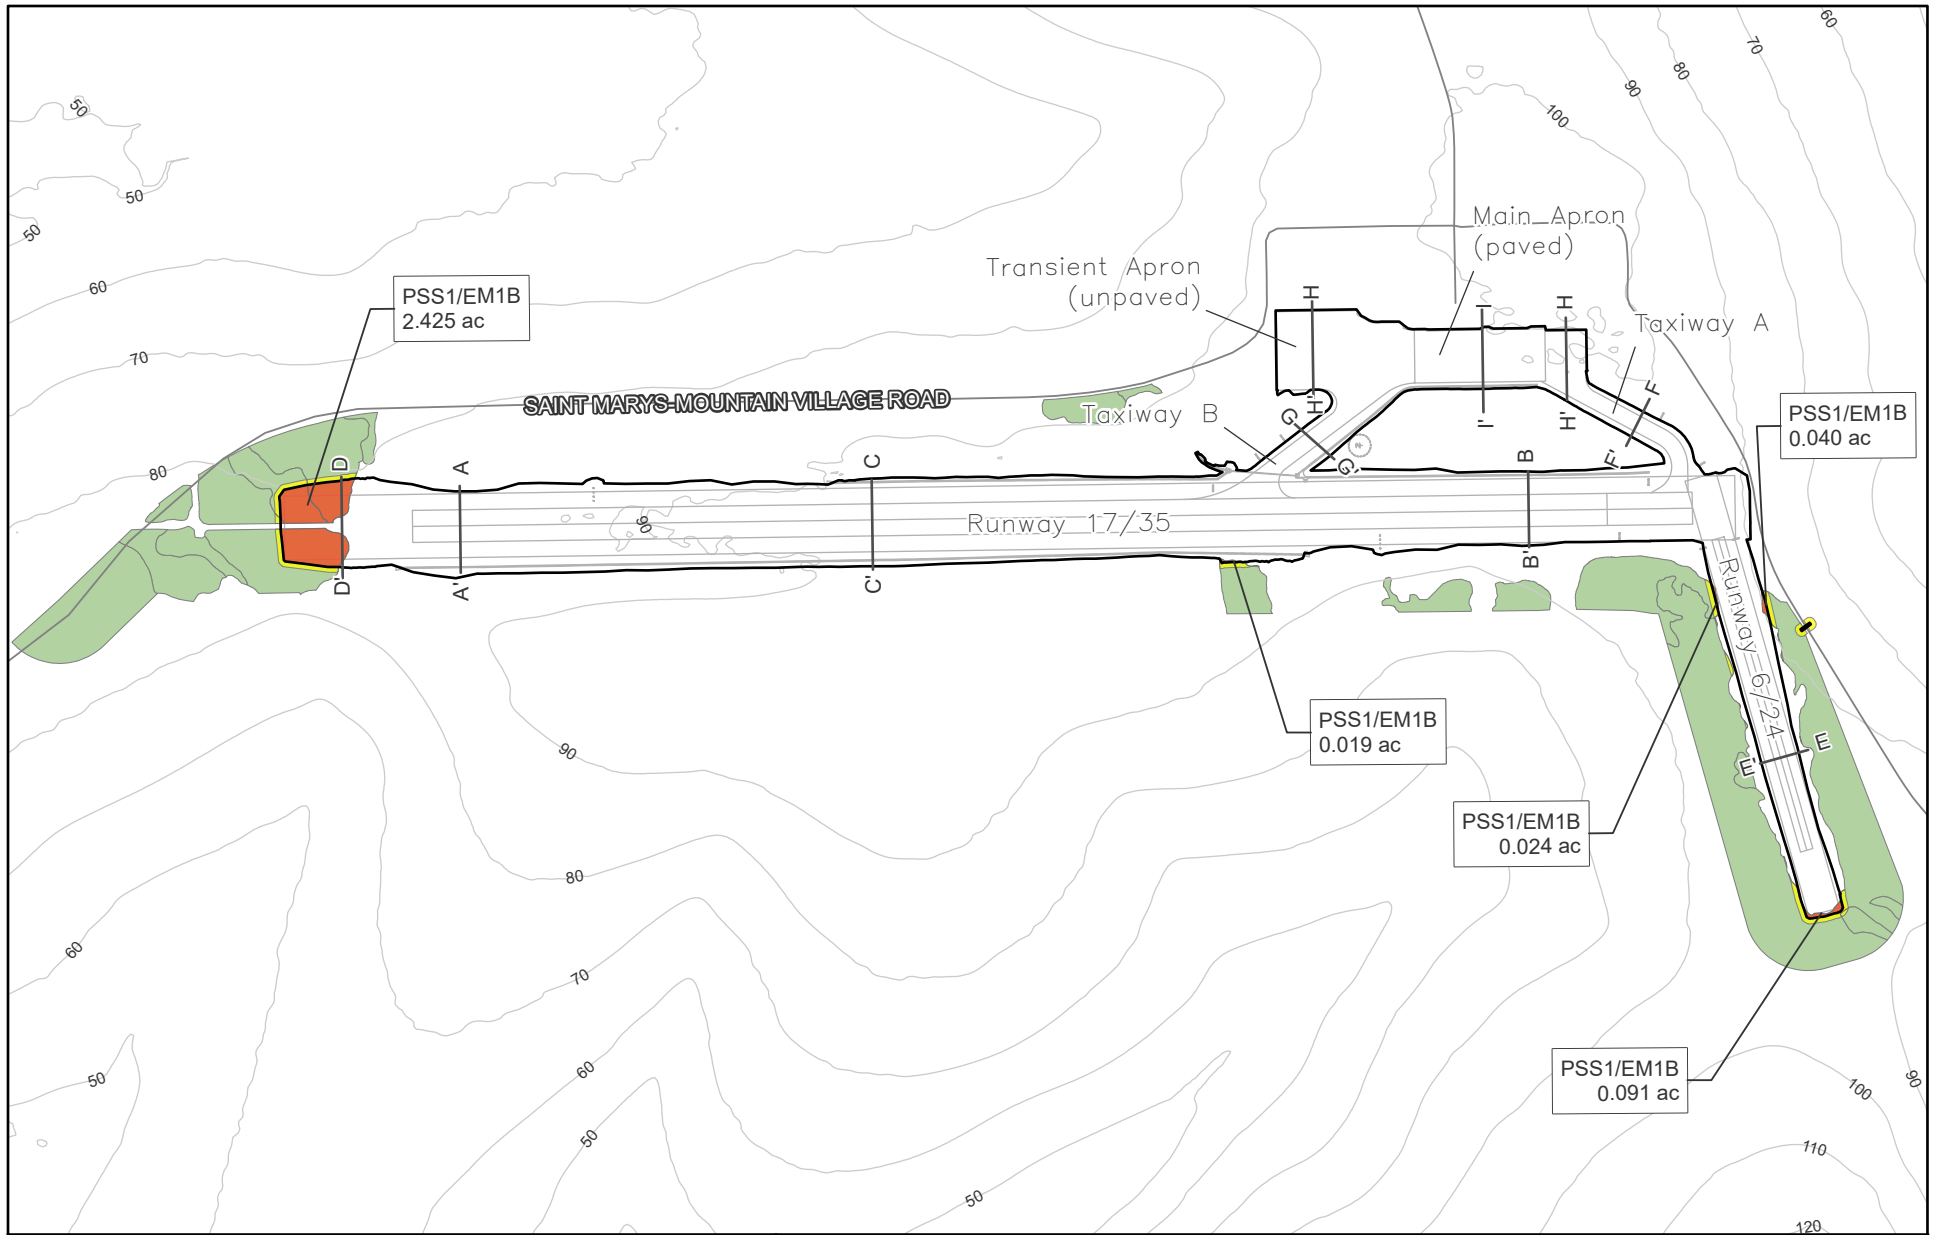 60
70
80
90
100
50
50
50
60
70
80
PSS1/EM1B
2.425 ac
SAINT MARYS-MOUNTAIN VILLAGE ROAD
Transient Apron
(unpaved)
Main Apron
(paved)
Taxiway A
Taxiway B
H
H'
I
I'
H
H'
F
F'
G
G'
PSS1/EM1B
0.040 ac
D
D'
A
A'
C
C'
B
B'
90
Runway 17/35
Runway 6/24
E
E'
PSS1/EM1B
0.019 ac
PSS1/EM1B
0.024 ac
PSS1/EM1B
0.091 ac
90
80
70
60
50
60
50
50
90
100
110
120